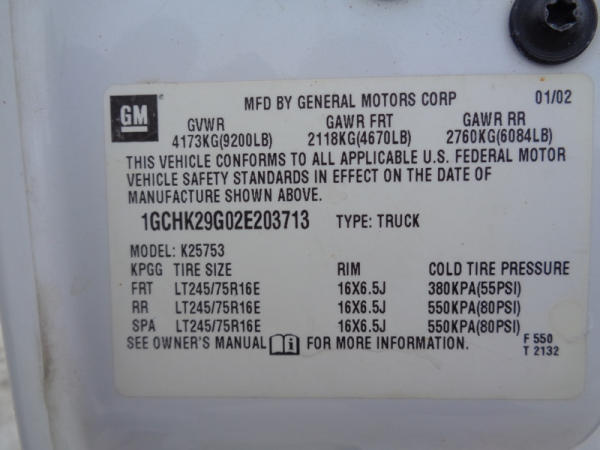 GM
MFD BY GENERAL MOTORS CORP 01/02
GVWR GAWR FRT GAWR RR
4173KG(9200LB) 2118KG(4670LB) 2760KG(6084LB)
THIS VEHICLE CONFORMS TO ALL APPLICABLE U.S. FEDERAL MOTOR
VEHICLE SAFETY STANDARDS IN EFFECT ON THE DATE OF
MANUFACTURE SHOWN ABOVE.
1GCHK29G02E203713 TYPE: TRUCK
MODEL: K25753
KPGG TIRE SIZE RIM COLD TIRE PRESSURE
FRT LT245/75R16E 16X6.5J 380KPA(55PSI)
RR LT245/75R16E 16X6.5J 550KPA(80PSI)
SPA LT245/75R16E 16X6.5J 550KPA(80PSI)
SEE OWNER'S MANUAL i FOR MORE INFORMATION.
F 550
T 2132